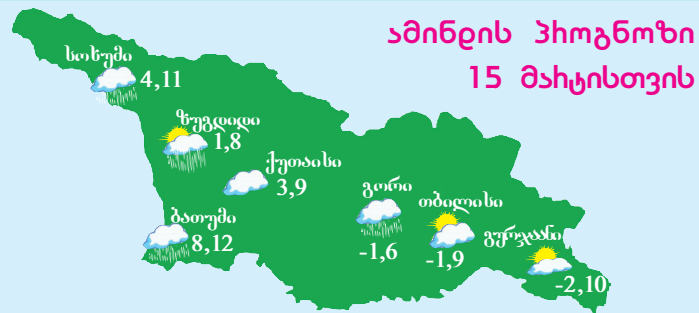 ამინდის პროგნოზი
15 მარტისთვის
სოხუმი
4,11
ზუგდიდი
1,8
ქუთაისი
3,9
გორი
-1,6
თბილისი
-1,9
გურჯაანი
-2,10
ბათუმი
8,12